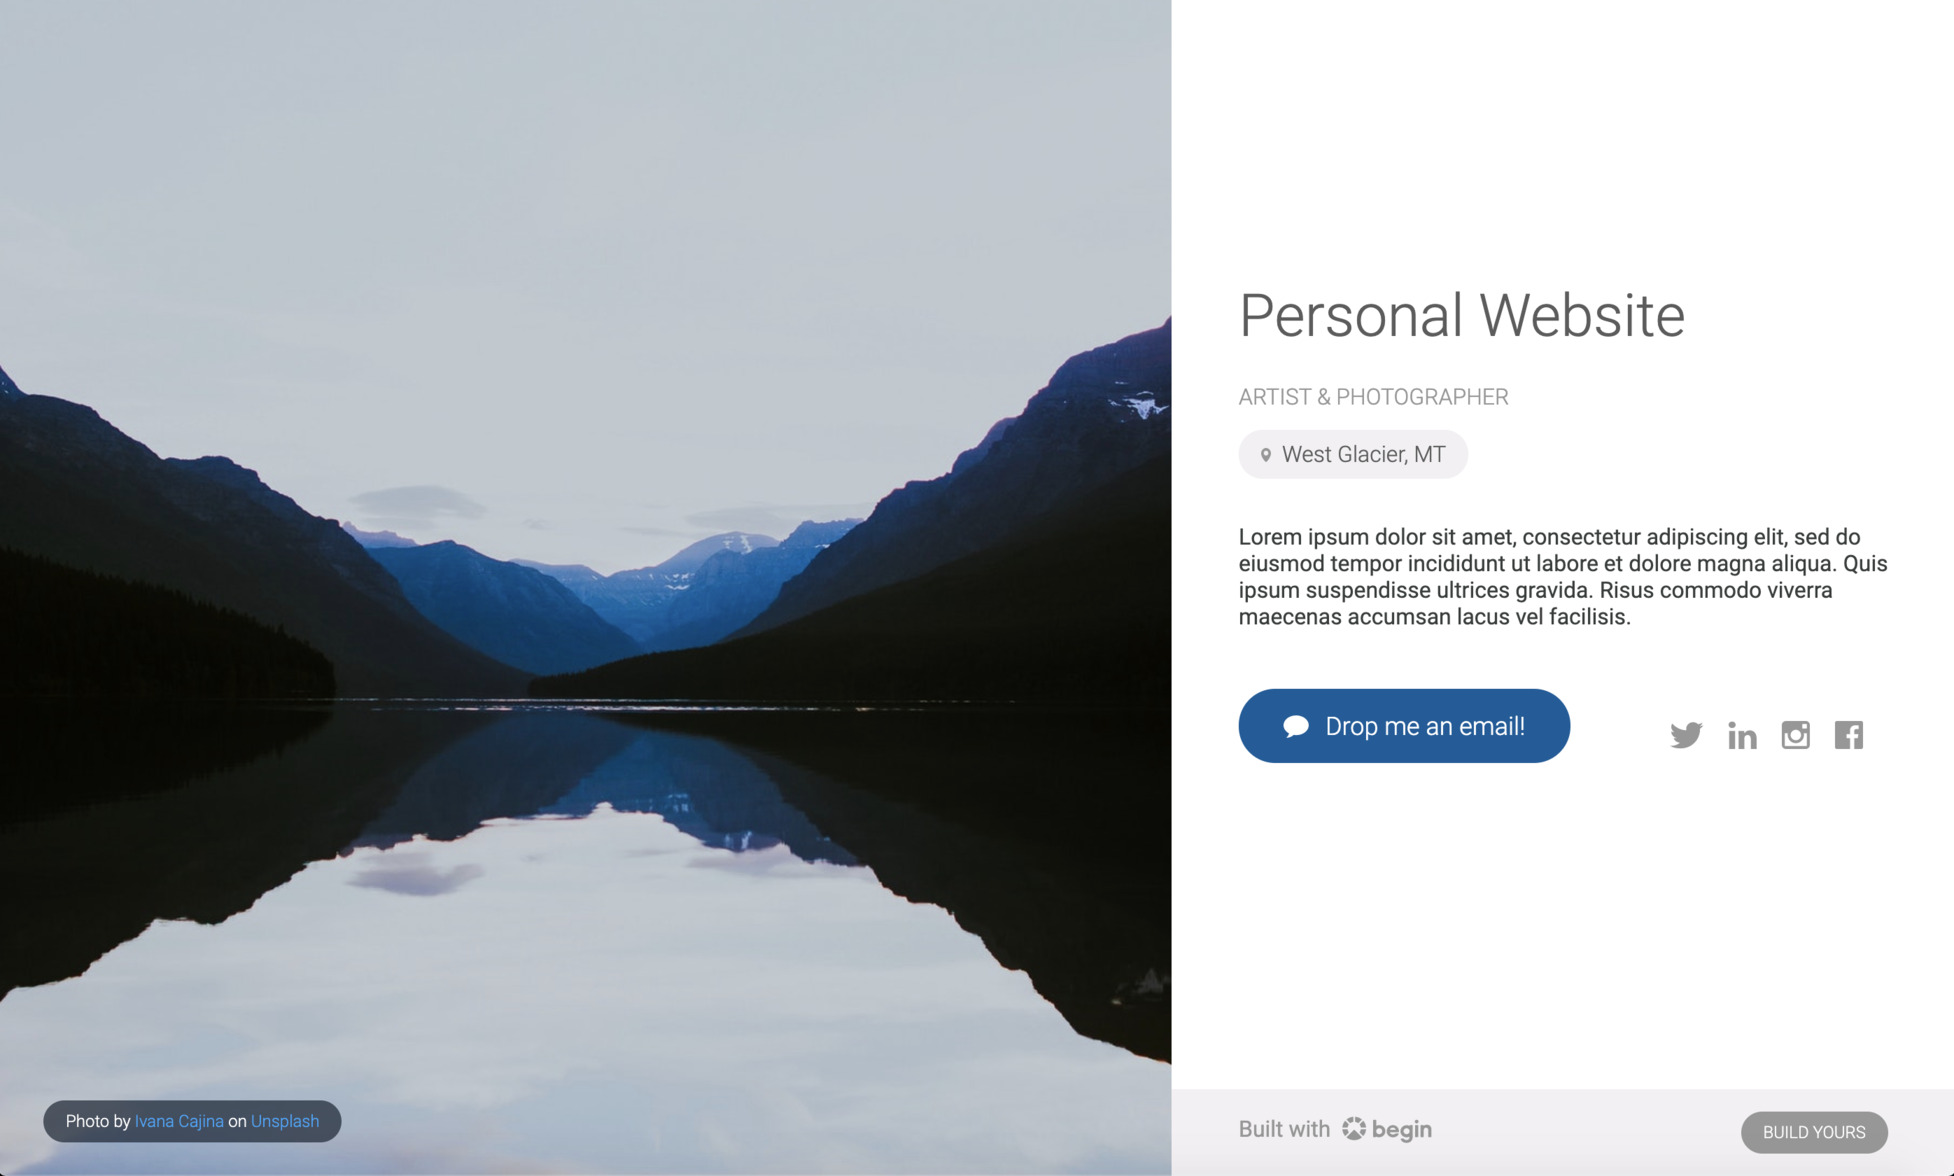 Personal Website
ARTIST & PHOTOGRAPHER
West Glacier, MT
Lorem ipsum dolor sit amet, consectetur adipiscing elit, sed do
eiusmod tempor incididunt ut labore et dolore magna aliqua. Quis
ipsum suspendisse ultrices gravida. Risus commodo viverra
maecenas accumsan lacus vel facilisis.
Drop me an email!
Photo by Ivana Cajina on Unsplash
Built with begin
BUILD YOURS